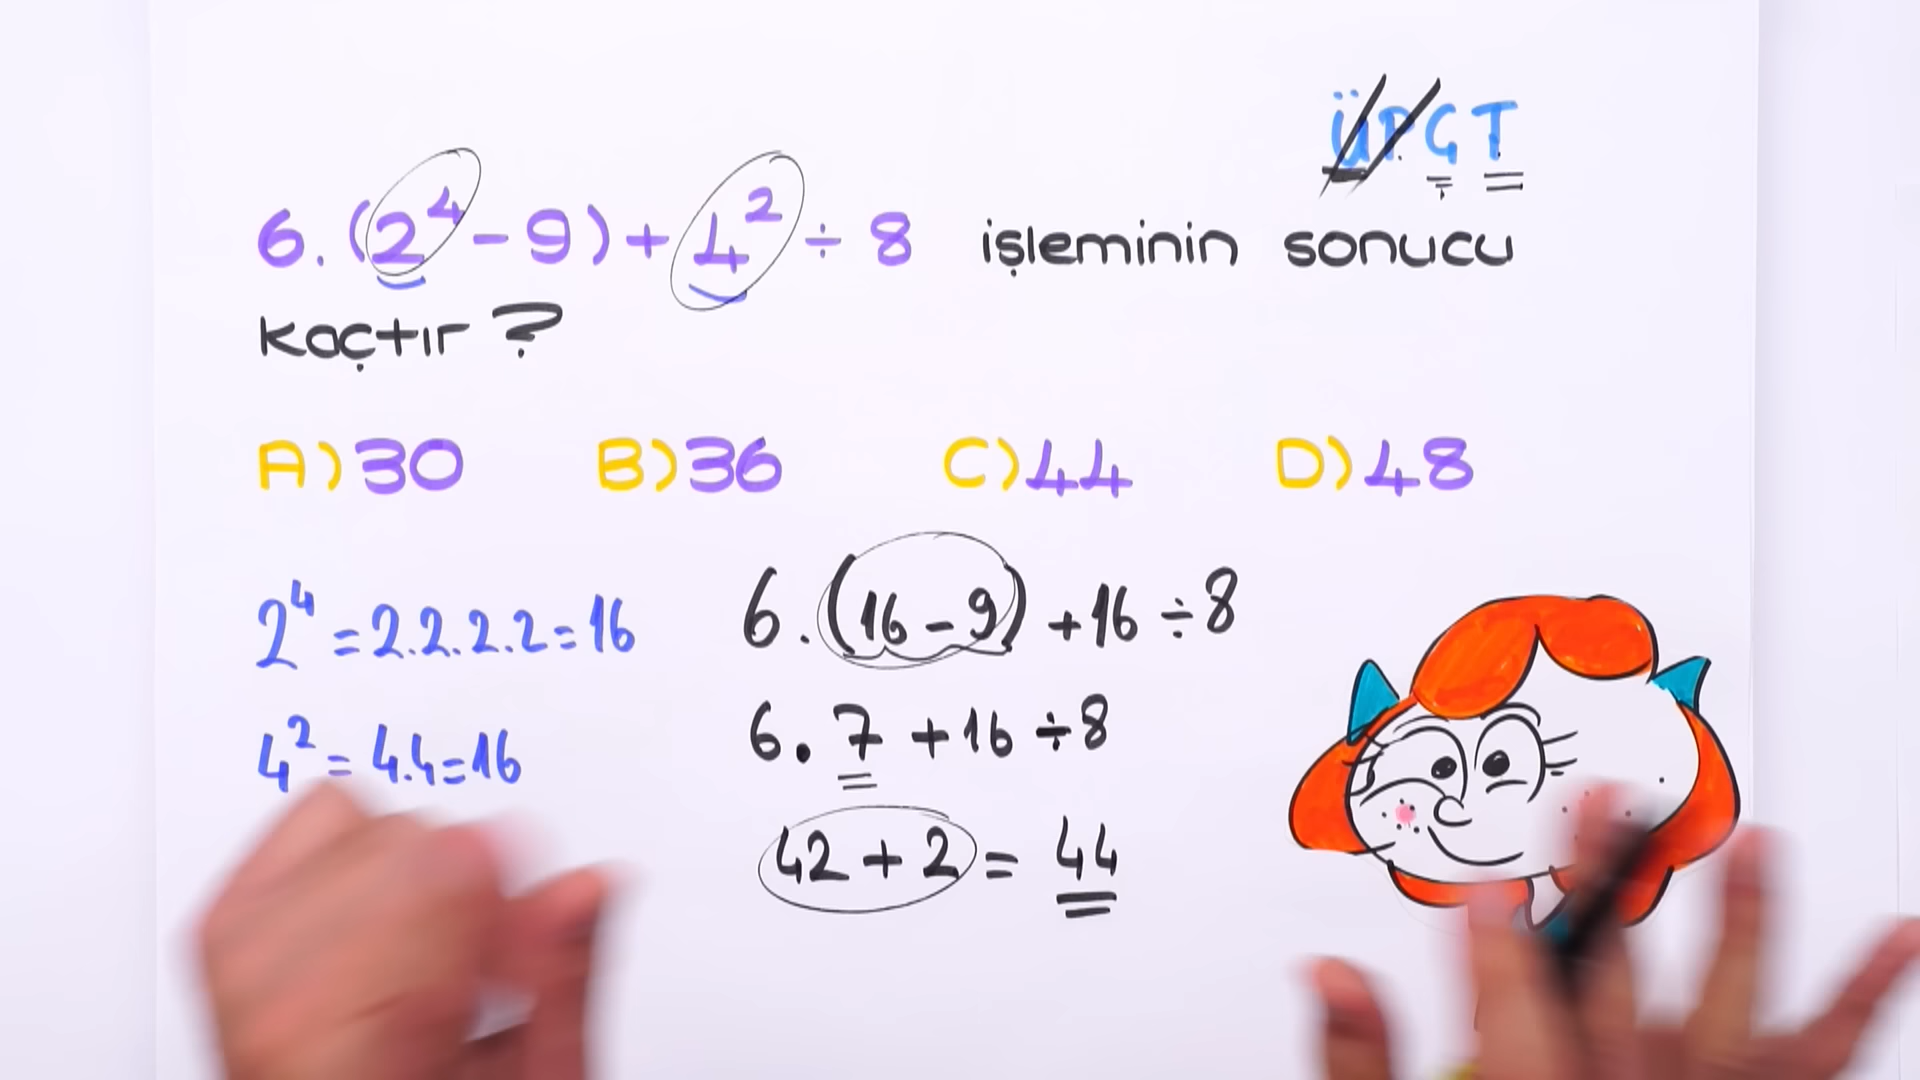 ÜPÇT
6. (2⁴ - 9) + 4² ÷ 8 işleminin sonucu
kaçtır ?
A) 30 B) 36 C) 44 D) 48
2⁴ = 2.2.2.2 = 16
4² = 4.4 = 16
6. (16 - 9) + 16 ÷ 8
6. 7 + 16 ÷ 8
42 + 2 = 44